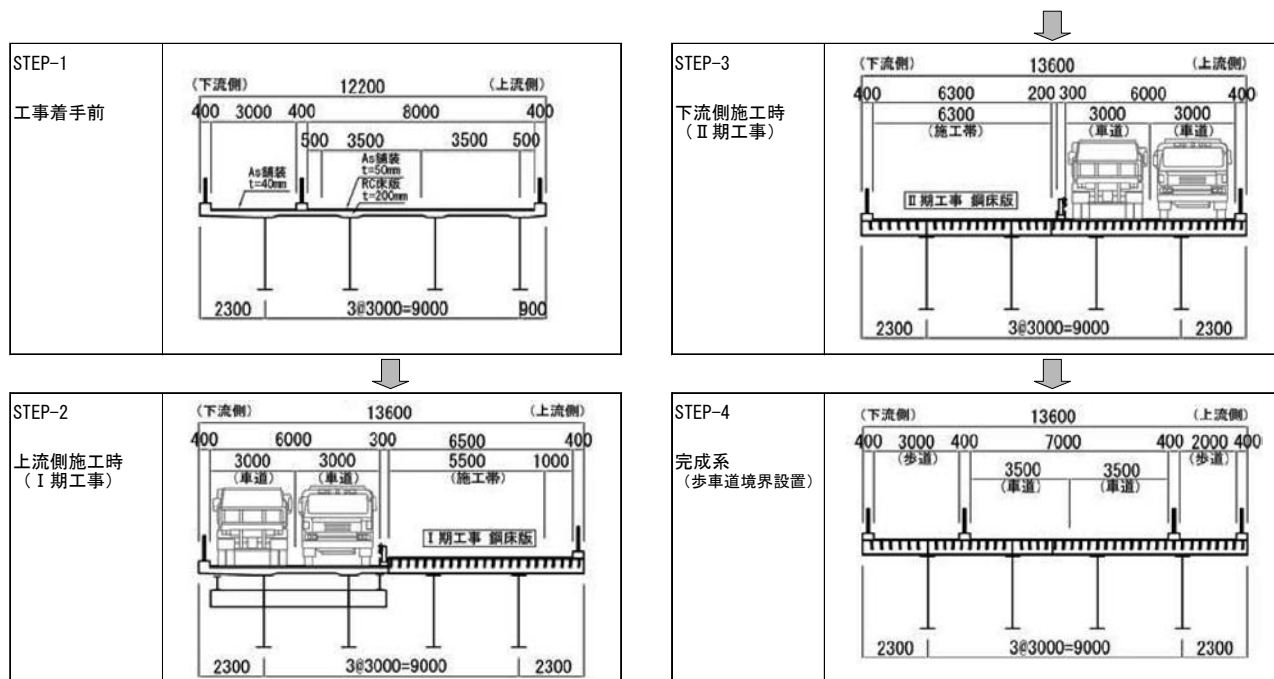 STEP-1
工事着手前
(下流側) 12200 (上流側)
400 3000 400 8000 400
500 3500 3500 500
As舗装
t=40mm
As舗装
t=50mm
RC床版
t=200mm
2300 3@3000=9000 900
STEP-2
上流側施工時
(Ⅰ期工事)
(下流側) 13600 (上流側)
400 6000 300 6500 400
3000 3000 5500 1000
(車道) (車道) (施工帯)
Ⅰ期工事 鋼床版
2300 3@3000=9000 2300
STEP-3
下流側施工時
(Ⅱ期工事)
(下流側) 13600 (上流側)
400 6300 200 300 6000 400
6300 3000 3000
(施工帯) (車道) (車道)
Ⅱ期工事 鋼床版
2300 3@3000=9000 2300
STEP-4
完成系
(歩車道境界設置)
(下流側) 13600 (上流側)
400 3000 400 7000 400 2000 400
(歩道) (歩道)
3500 3500
(車道) (車道)
2300 3@3000=9000 2300